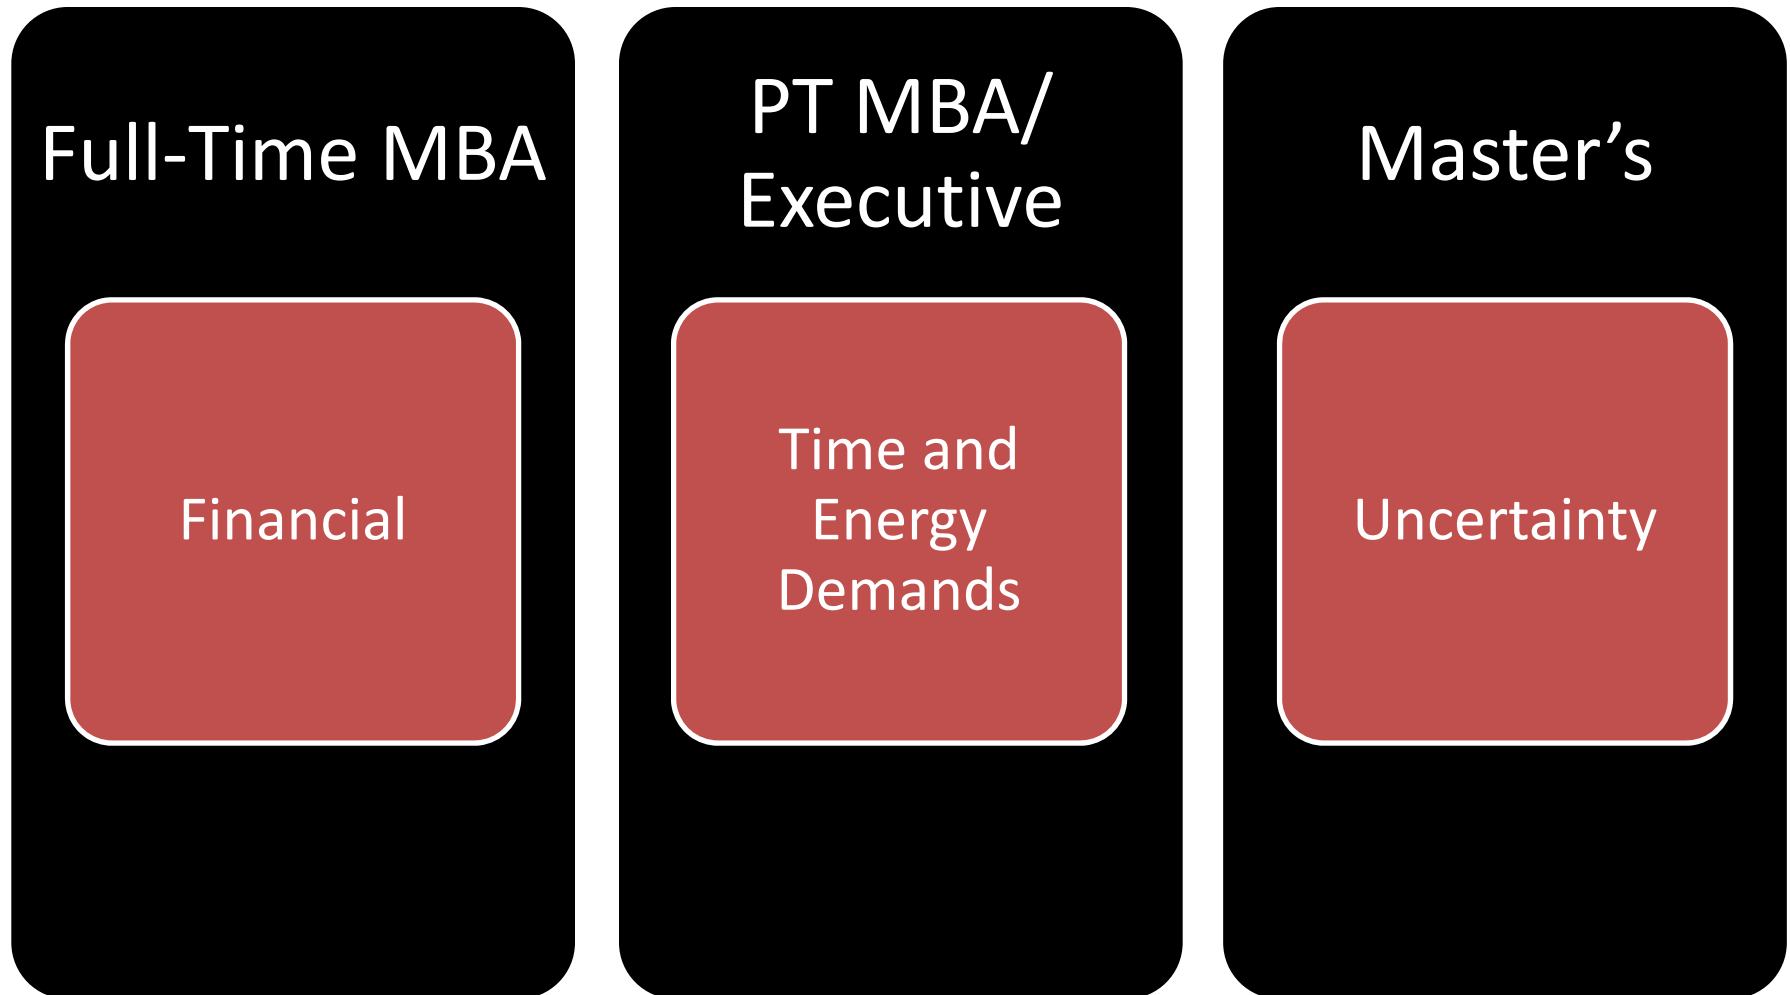 Full-Time MBA
Financial
PT MBA/
Executive
Time and
Energy
Demands
Master’s
Uncertainty